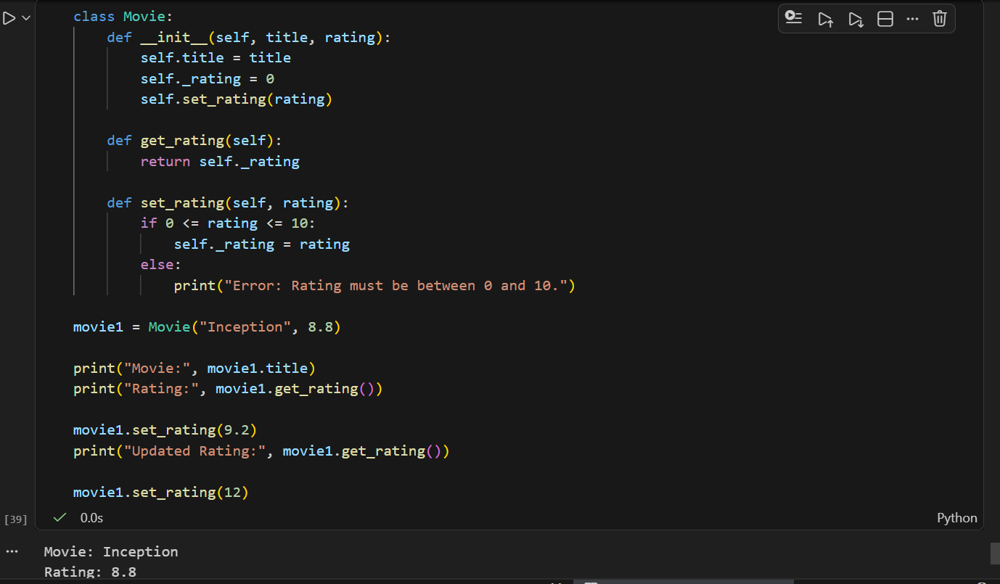 class Movie:
    def __init__(self, title, rating):
        self.title = title
        self._rating = 0
        self.set_rating(rating)

    def get_rating(self):
        return self._rating

    def set_rating(self, rating):
        if 0 <= rating <= 10:
            self._rating = rating
        else:
            print("Error: Rating must be between 0 and 10.")

movie1 = Movie("Inception", 8.8)

print("Movie:", movie1.title)
print("Rating:", movie1.get_rating())

movie1.set_rating(9.2)
print("Updated Rating:", movie1.get_rating())

movie1.set_rating(12)
[39] 0.0s Python
Movie: Inception
Rating: 8.8